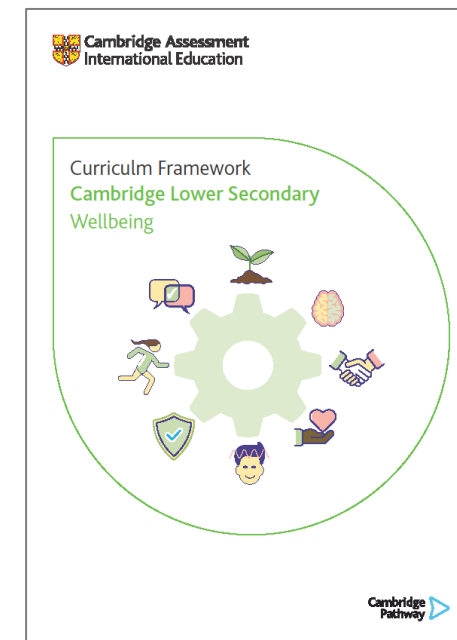 Cambridge Assessment
International Education
Curriculm Framework
Cambridge Lower Secondary
Wellbeing
Cambridge
Pathway